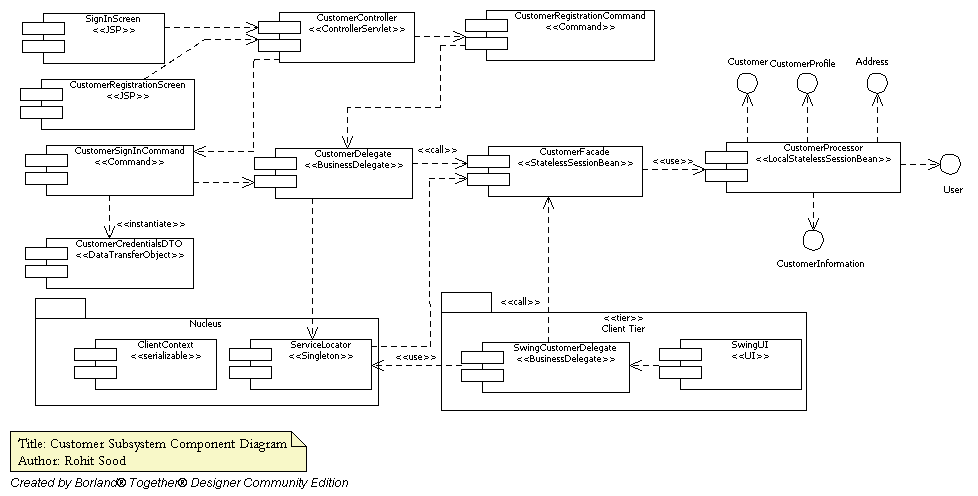 SignInScreen
<<JSP>>
CustomerController
<<ControllerServlet>>
CustomerRegistrationCommand
<<Command>>
CustomerRegistrationScreen
<<JSP>>
Customer
CustomerProfile
Address
CustomerSignInCommand
<<Command>>
CustomerDelegate
<<BusinessDelegate>>
<<call>>
CustomerFacade
<<StatelessSessionBean>>
<<use>>
CustomerProcessor
<<LocalStatelessSessionBean>>
User
<<instantiate>>
CustomerCredentialsDTO
<<DataTransferObject>>
CustomerInformation
<<call>>
Nucleus
<<tier>>
Client Tier
ClientContext
<<serializable>>
ServiceLocator
<<Singleton>>
<<use>>
SwingCustomerDelegate
<<BusinessDelegate>>
SwingUI
<<UI>>
Title: Customer Subsystem Component Diagram
Author: Rohit Sood
Created by Borland® Together® Designer Community Edition